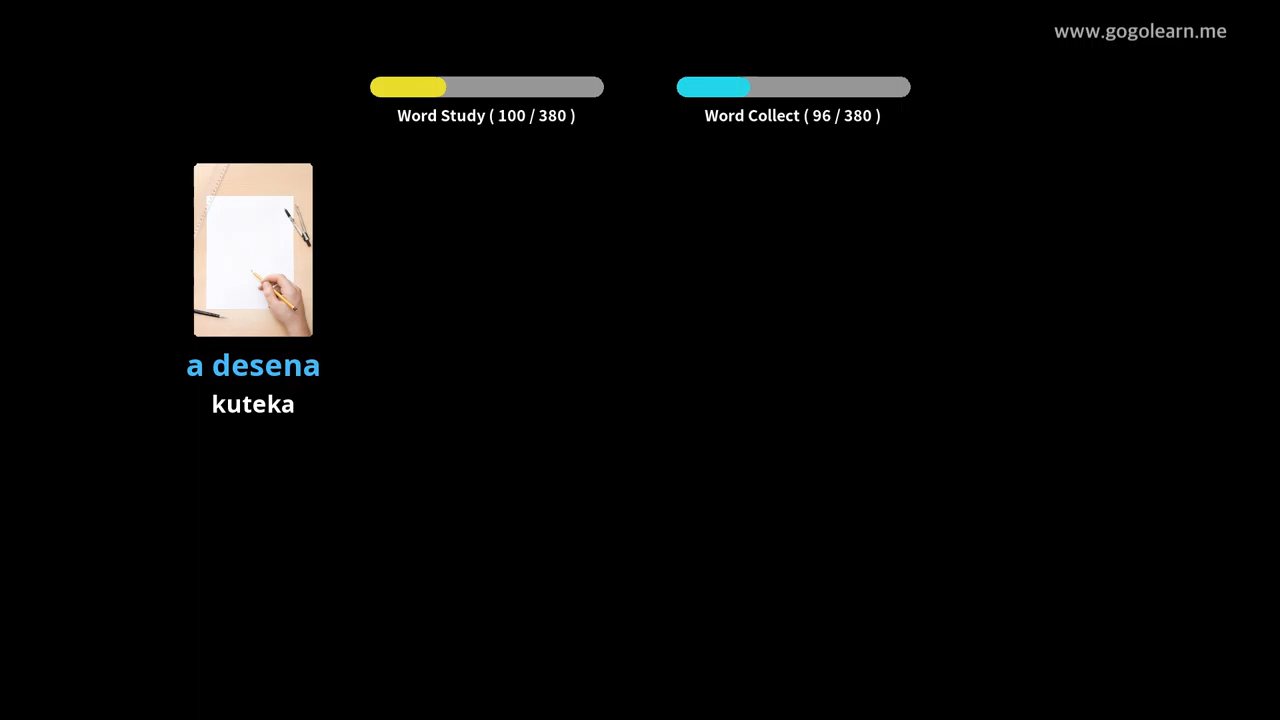 www.gogolearn.me
Word Study ( 100 / 380 )
Word Collect ( 96 / 380 )
a desena
kuteka